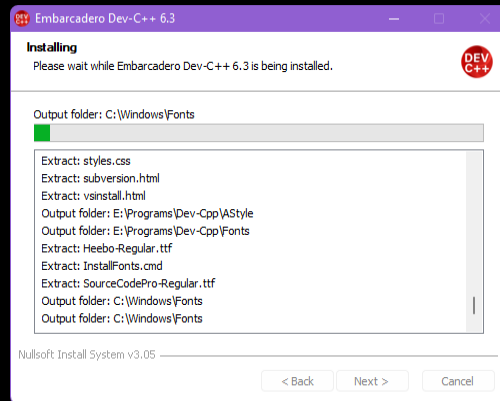 Embarcadero Dev-C++ 6.3
Installing
Please wait while Embarcadero Dev-C++ 6.3 is being installed.
DEV
C++
Output folder: C:\Windows\Fonts
Extract: styles.css
Extract: subversion.html
Extract: vsinstall.html
Output folder: E:\Programs\Dev-Cpp\AStyle
Output folder: E:\Programs\Dev-Cpp\Fonts
Extract: Heebo-Regular.ttf
Extract: InstallFonts.cmd
Extract: SourceCodePro-Regular.ttf
Output folder: C:\Windows\Fonts
Output folder: C:\Windows\Fonts
Nullsoft Install System v3.05
< Back Next > Cancel